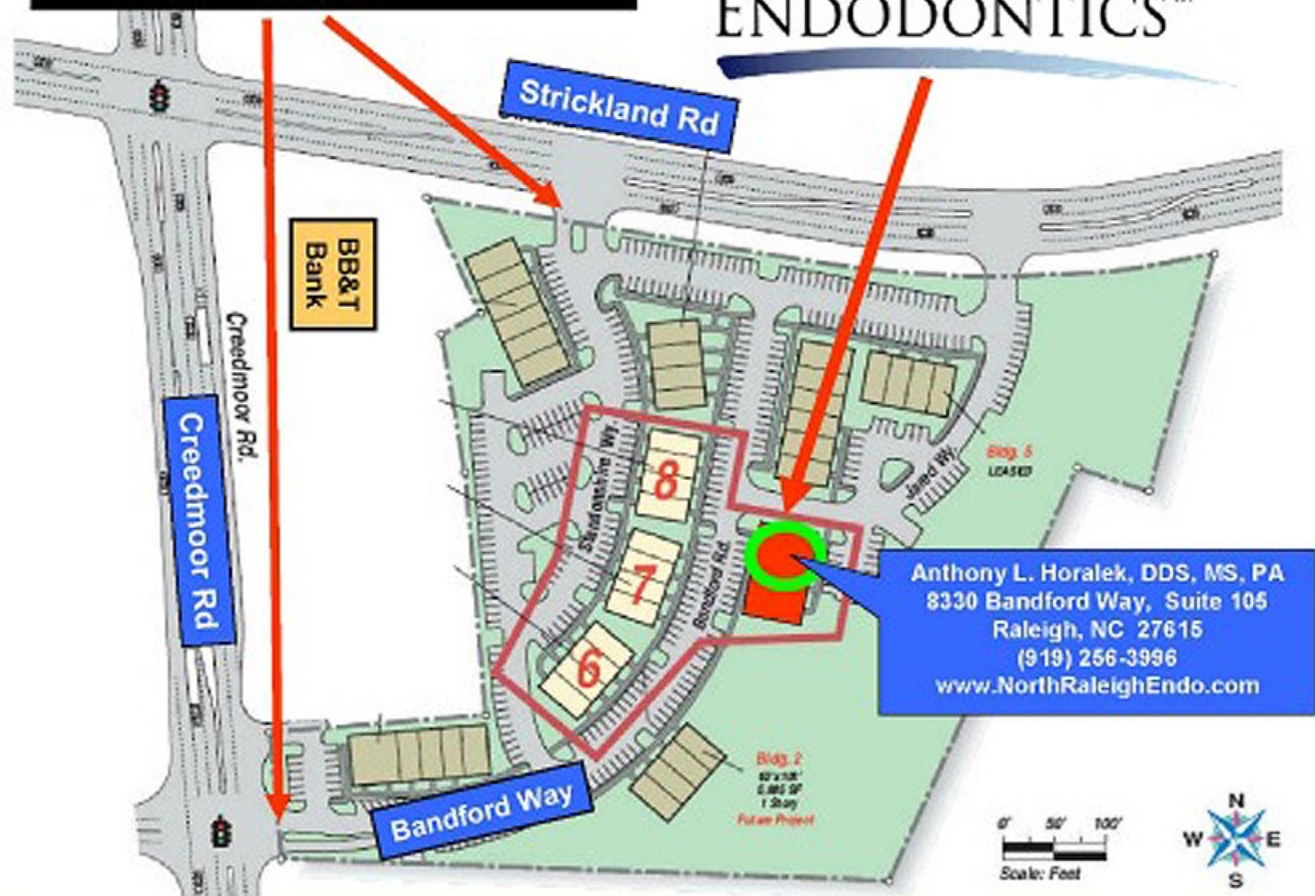 ENDODONTICS
Strickland Rd
BB&T
Bank
Creedmoor Rd.
Creedmoor Rd
Standonshire Wy.
8
7
6
Bandford Rd.
Jared Wy.
Bldg. 5
LEASED
Anthony L. Horalek, DDS, MS, PA
8330 Bandford Way, Suite 105
Raleigh, NC 27615
(919) 256-3996
www.NorthRaleighEndo.com
Bldg. 2
1 Story
Future Project
Bandford Way
0' 50' 100'
Scale: Feet
N
W E
S